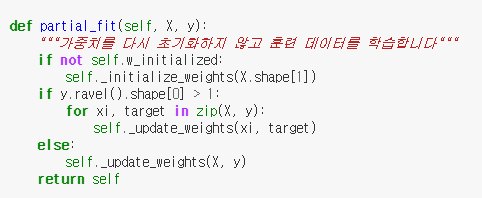 def partial_fit(self, X, y):
    """가중치를 다시 초기화하지 않고 훈련 데이터를 학습합니다"""
    if not self.w_initialized:
        self._initialize_weights(X.shape[1])
    if y.ravel().shape[0] > 1:
        for xi, target in zip(X, y):
            self._update_weights(xi, target)
    else:
        self._update_weights(X, y)
    return self